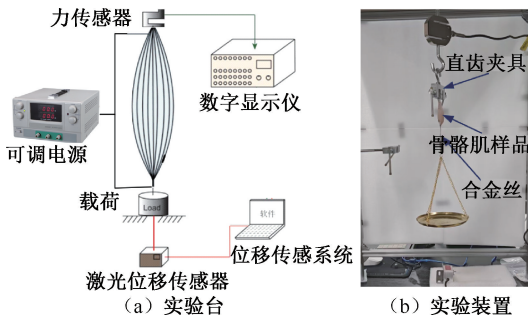 力传感器
数字显示仪
可调电源
载荷
Load
软件
位移传感系统
激光位移传感器
（a）实验台
直齿夹具
骨骼肌样品
合金丝
（b）实验装置